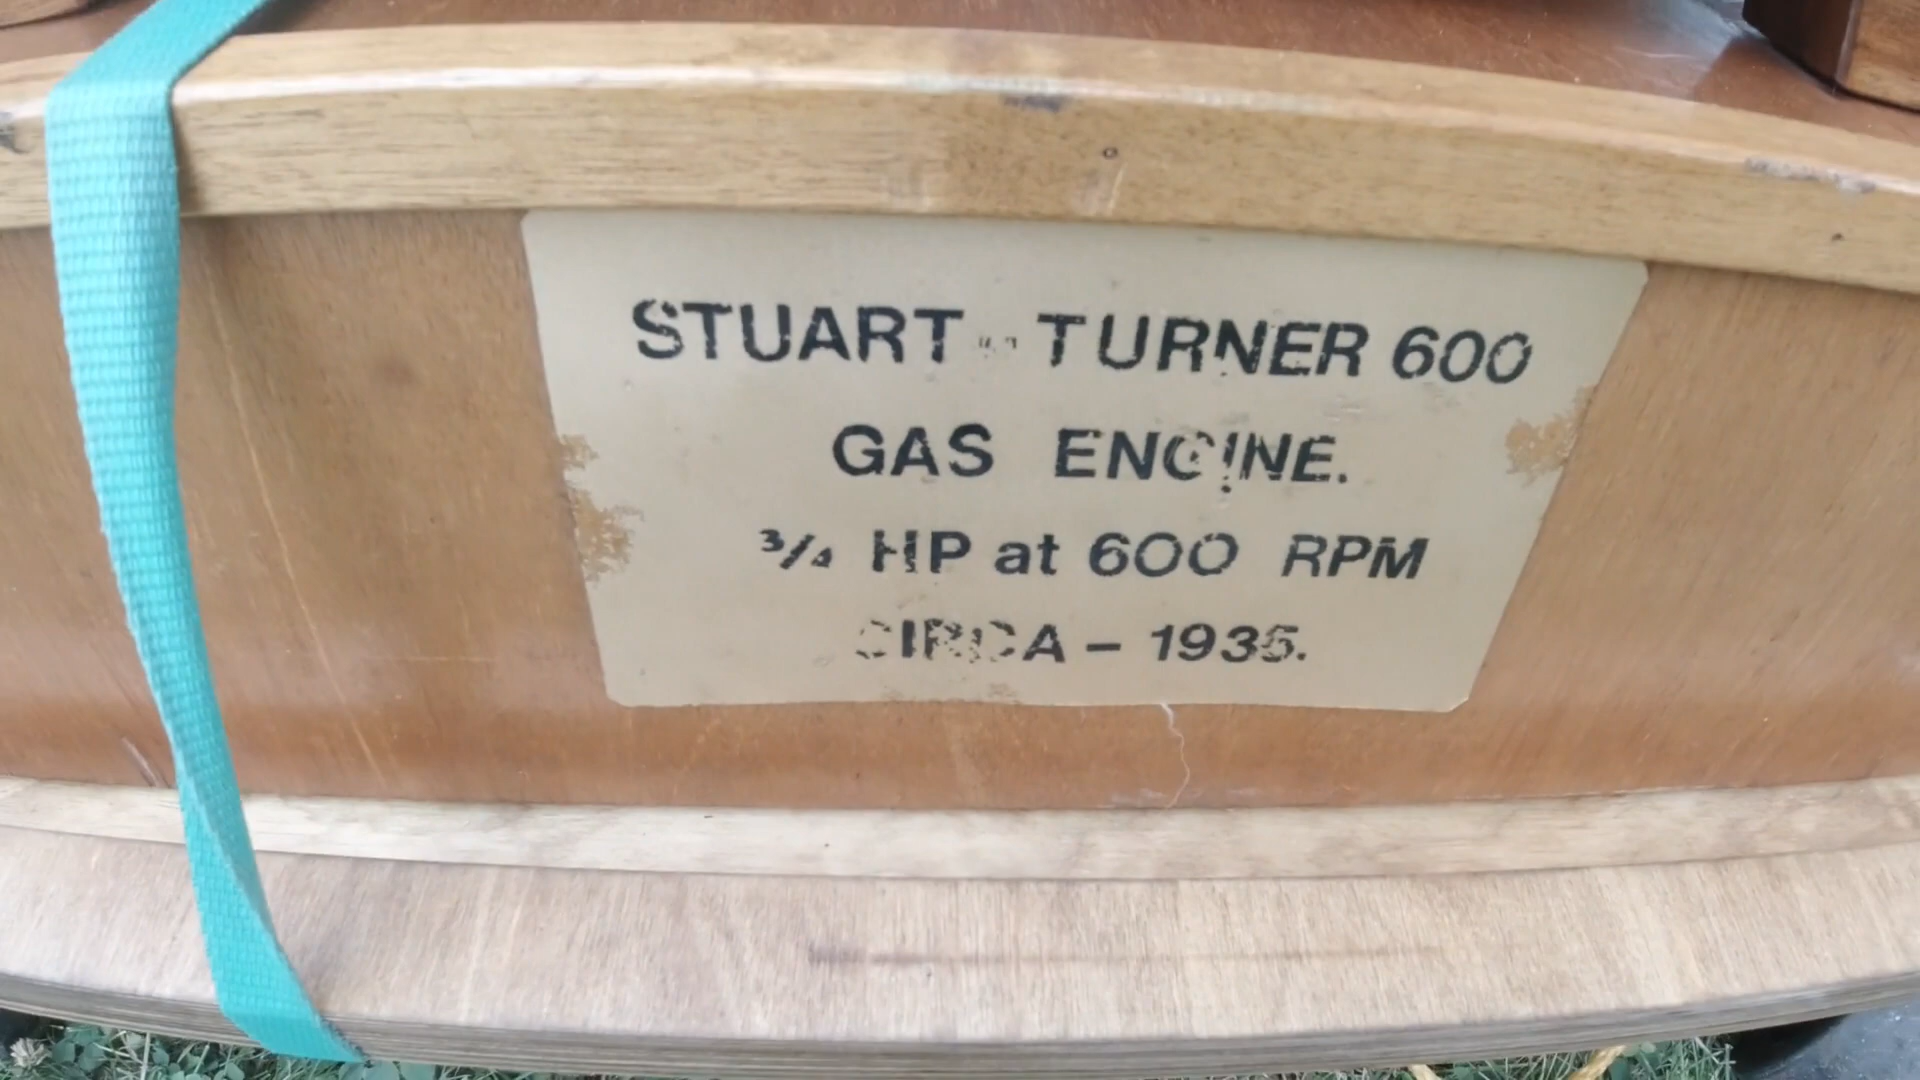 STUART - TURNER 600
GAS ENGINE.
3/4 HP at 600 RPM
CIRCA - 1935.